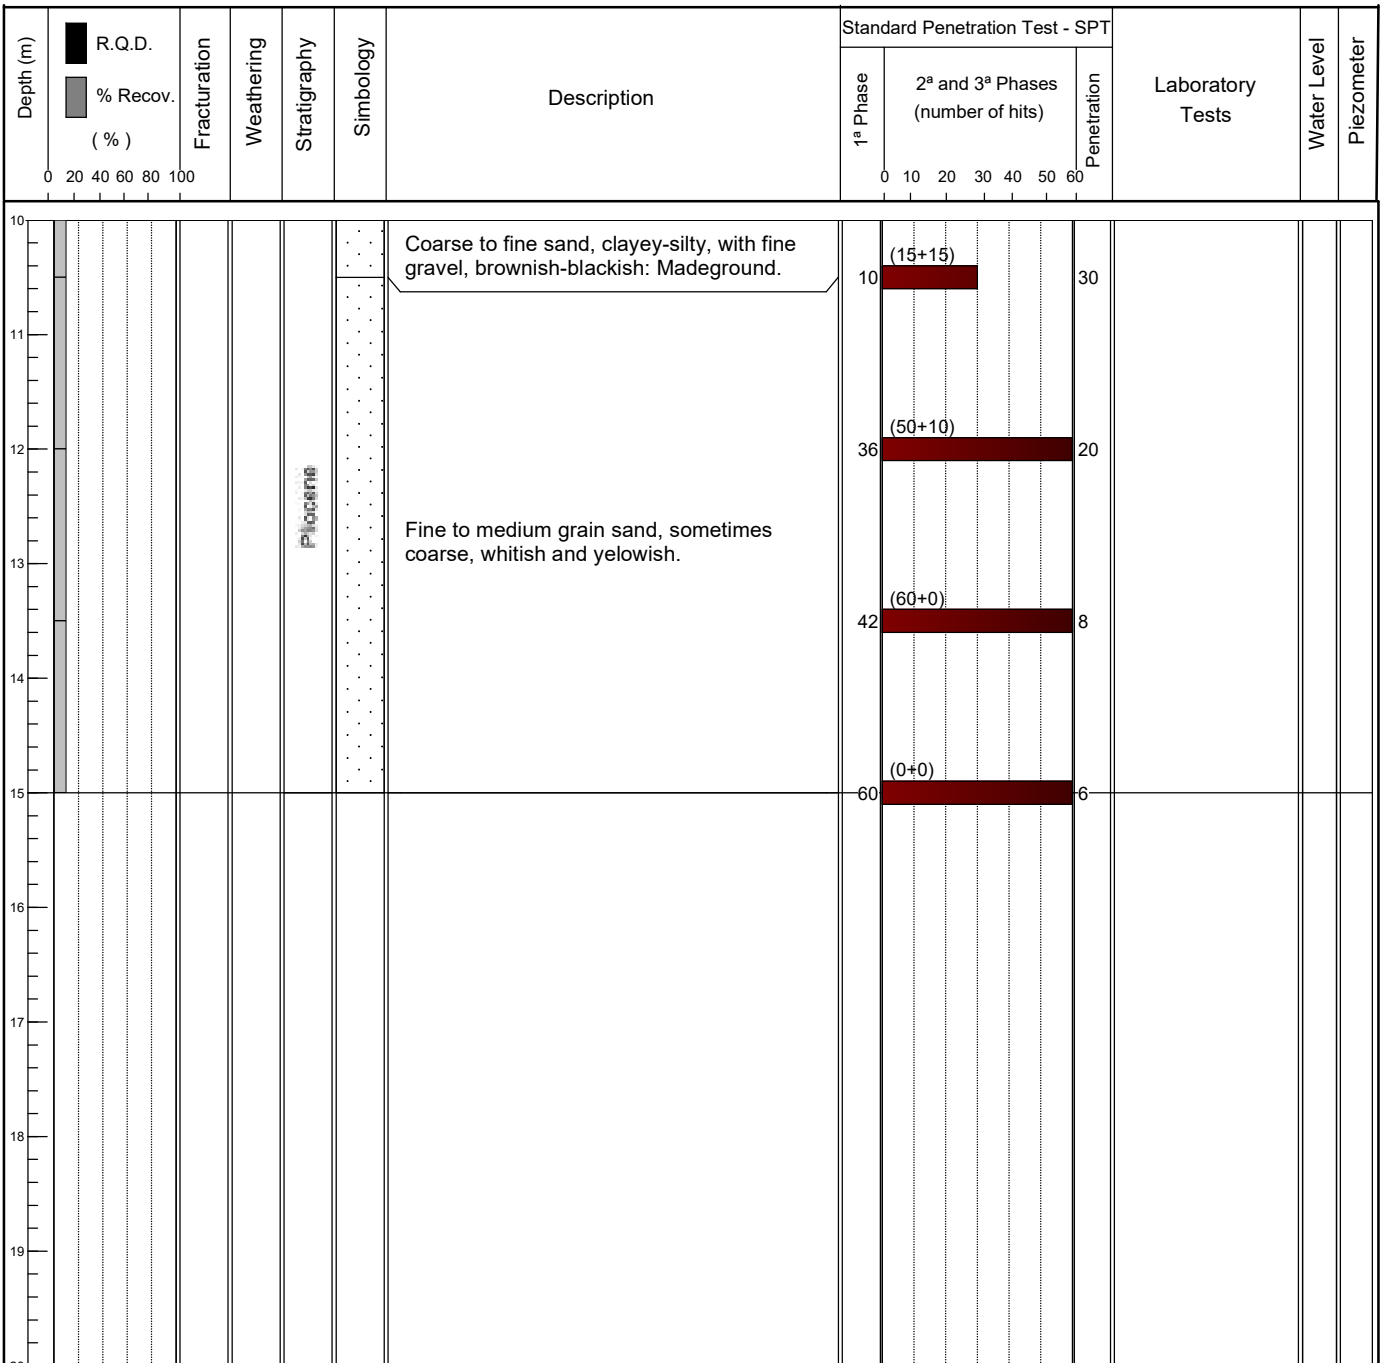 Depth (m)
R.Q.D.
% Recov.
( % )
0 20 40 60 80 100
Fracturation
Weathering
Stratigraphy
Simbology
Description
Standard Penetration Test - SPT
1ª Phase
2ª and 3ª Phases
(number of hits)
0 10 20 30 40 50 60
Penetration
Laboratory
Tests
Water Level
Piezometer
10
Coarse to fine sand, clayey-silty, with fine
gravel, brownish-blackish: Madeground.
(15+15)
10 30
11
(50+10)
12 36 20
Pliocene
Fine to medium grain sand, sometimes
coarse, whitish and yelowish.
13
(60+0)
42 8
14
(0+0)
15 60 6
16
17
18
19
20